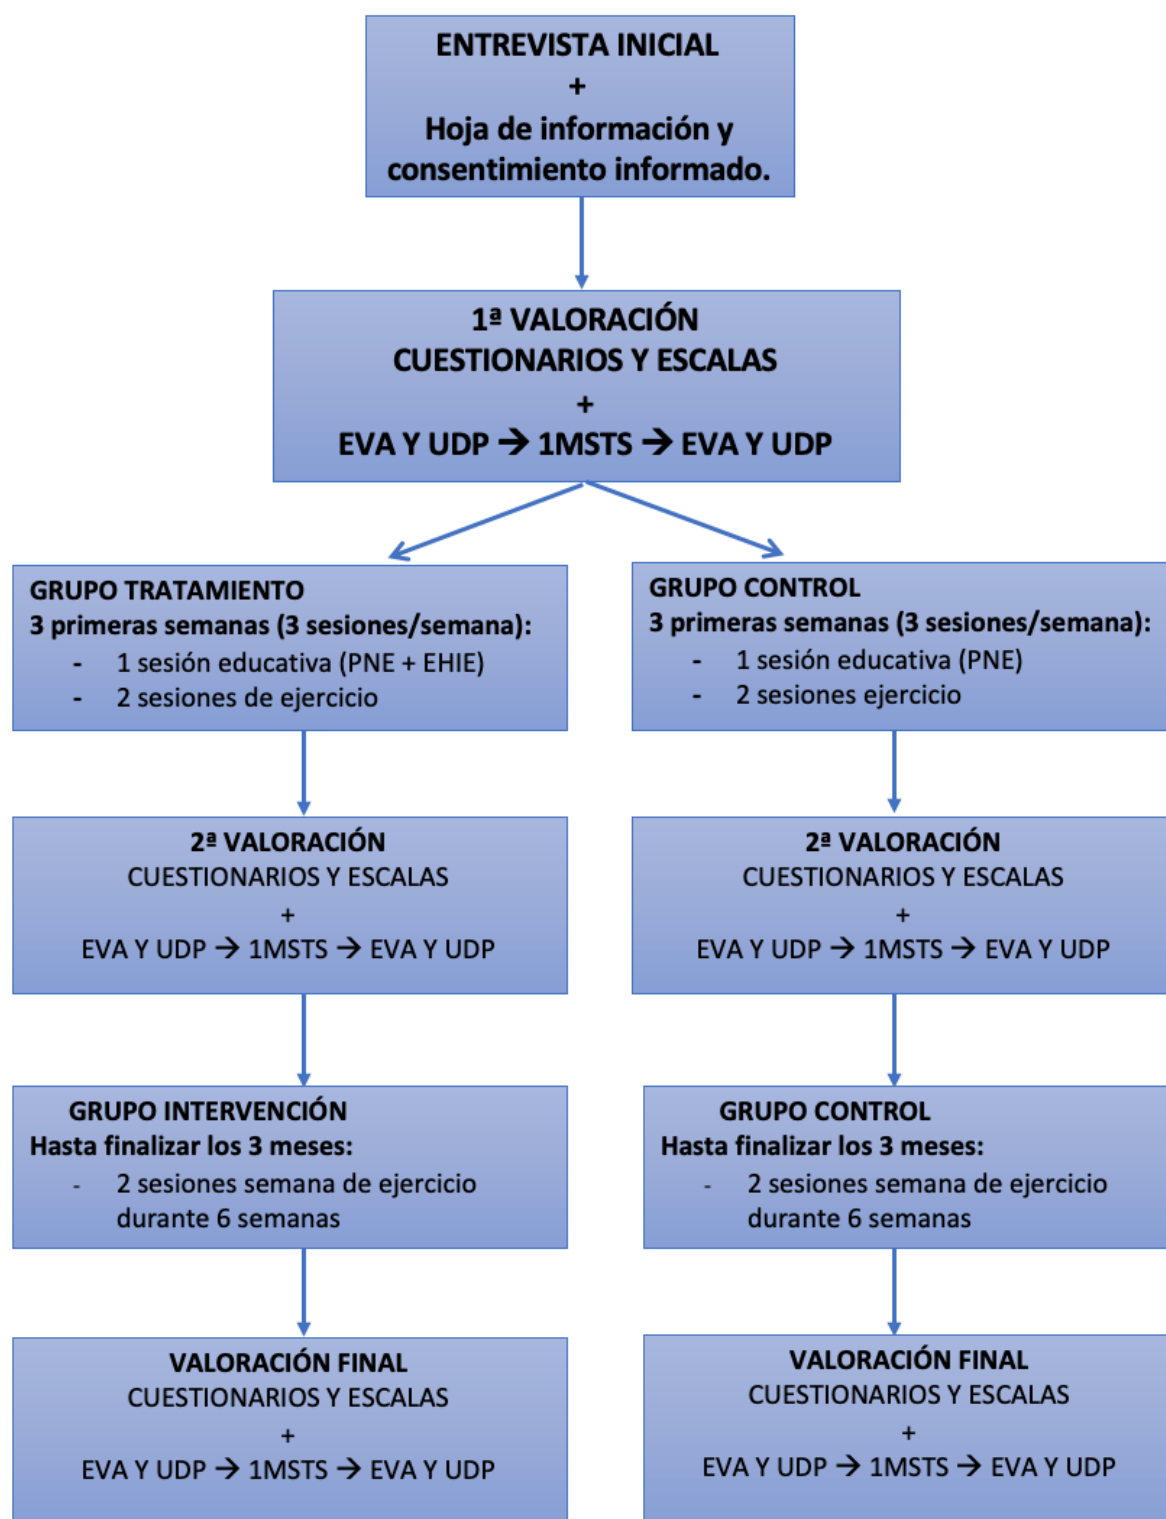 ENTREVISTA INICIAL
+
Hoja de información y
consentimiento informado.
1ª VALORACIÓN
CUESTIONARIOS Y ESCALAS
+
EVA Y UDP → 1MSTS → EVA Y UDP
GRUPO TRATAMIENTO
3 primeras semanas (3 sesiones/semana):
- 1 sesión educativa (PNE + EHIE)
- 2 sesiones de ejercicio
GRUPO CONTROL
3 primeras semanas (3 sesiones/semana):
- 1 sesión educativa (PNE)
- 2 sesiones ejercicio
2ª VALORACIÓN
CUESTIONARIOS Y ESCALAS
+
EVA Y UDP → 1MSTS → EVA Y UDP
2ª VALORACIÓN
CUESTIONARIOS Y ESCALAS
+
EVA Y UDP → 1MSTS → EVA Y UDP
GRUPO INTERVENCIÓN
Hasta finalizar los 3 meses:
- 2 sesiones semana de ejercicio
durante 6 semanas
GRUPO CONTROL
Hasta finalizar los 3 meses:
- 2 sesiones semana de ejercicio
durante 6 semanas
VALORACIÓN FINAL
CUESTIONARIOS Y ESCALAS
+
EVA Y UDP → 1MSTS → EVA Y UDP
VALORACIÓN FINAL
CUESTIONARIOS Y ESCALAS
+
EVA Y UDP → 1MSTS → EVA Y UDP